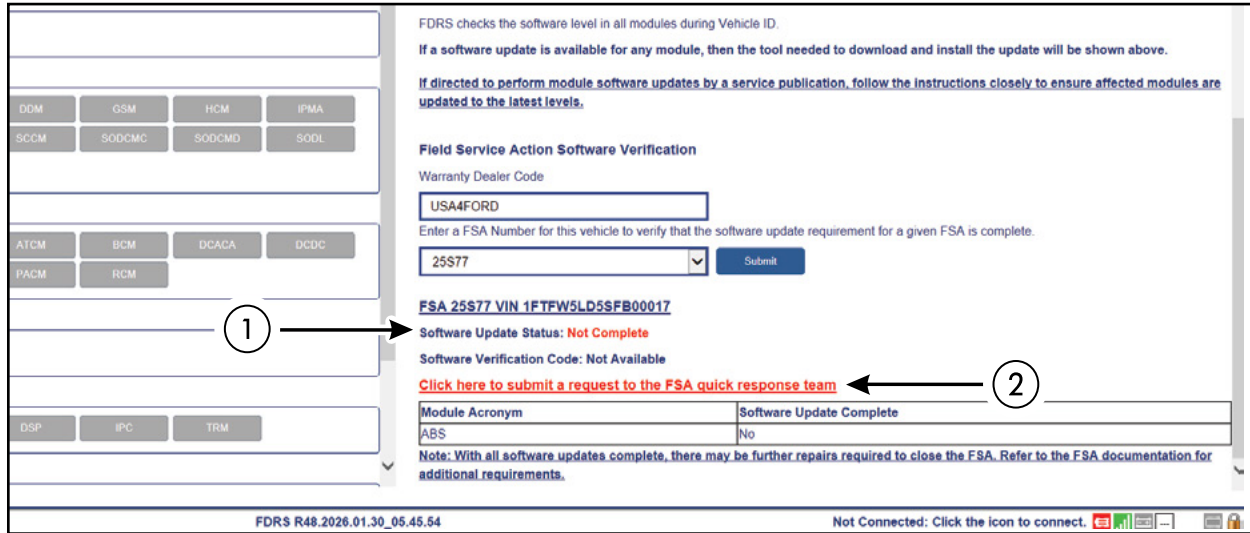 FDRS checks the software level in all modules during Vehicle ID.
If a software update is available for any module, then the tool needed to download and install the update will be shown above.
If directed to perform module software updates by a service publication, follow the instructions closely to ensure affected modules are
updated to the latest levels.
DDM GSM HCM IPMA
SCCM SODCMC SODCMD SODL
Field Service Action Software Verification
Warranty Dealer Code
USA4FORD
Enter a FSA Number for this vehicle to verify that the software update requirement for a given FSA is complete.
ATCM BCM DCACA DCDC
25S77 Submit
PACM RCM
FSA 25S77 VIN 1FTFW5LD5SFB00017
1
Software Update Status: Not Complete
Software Verification Code: Not Available
Click here to submit a request to the FSA quick response team
2
Module Acronym Software Update Complete
ABS No
DSP IPC TRM
Note: With all software updates complete, there may be further repairs required to close the FSA. Refer to the FSA documentation for
additional requirements.
FDRS R48.2026.01.30_05.45.54 Not Connected: Click the icon to connect.